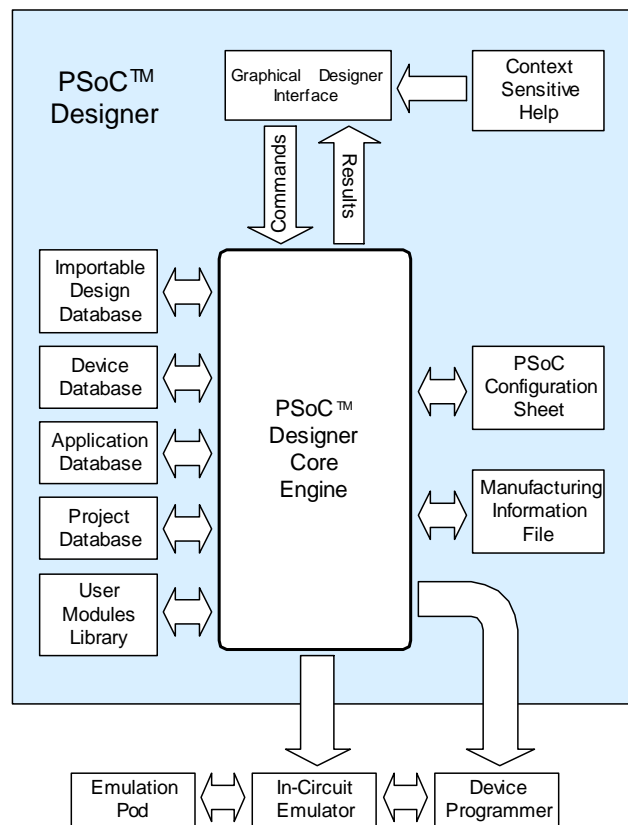 PSoC™
Designer
Graphical Designer
Interface
Context
Sensitive
Help
Commands
Results
Importable
Design
Database
Device
Database
Application
Database
Project
Database
User
Modules
Library
PSoC™
Designer
Core
Engine
PSoC
Configuration
Sheet
Manufacturing
Information
File
Emulation
Pod
In-Circuit
Emulator
Device
Programmer